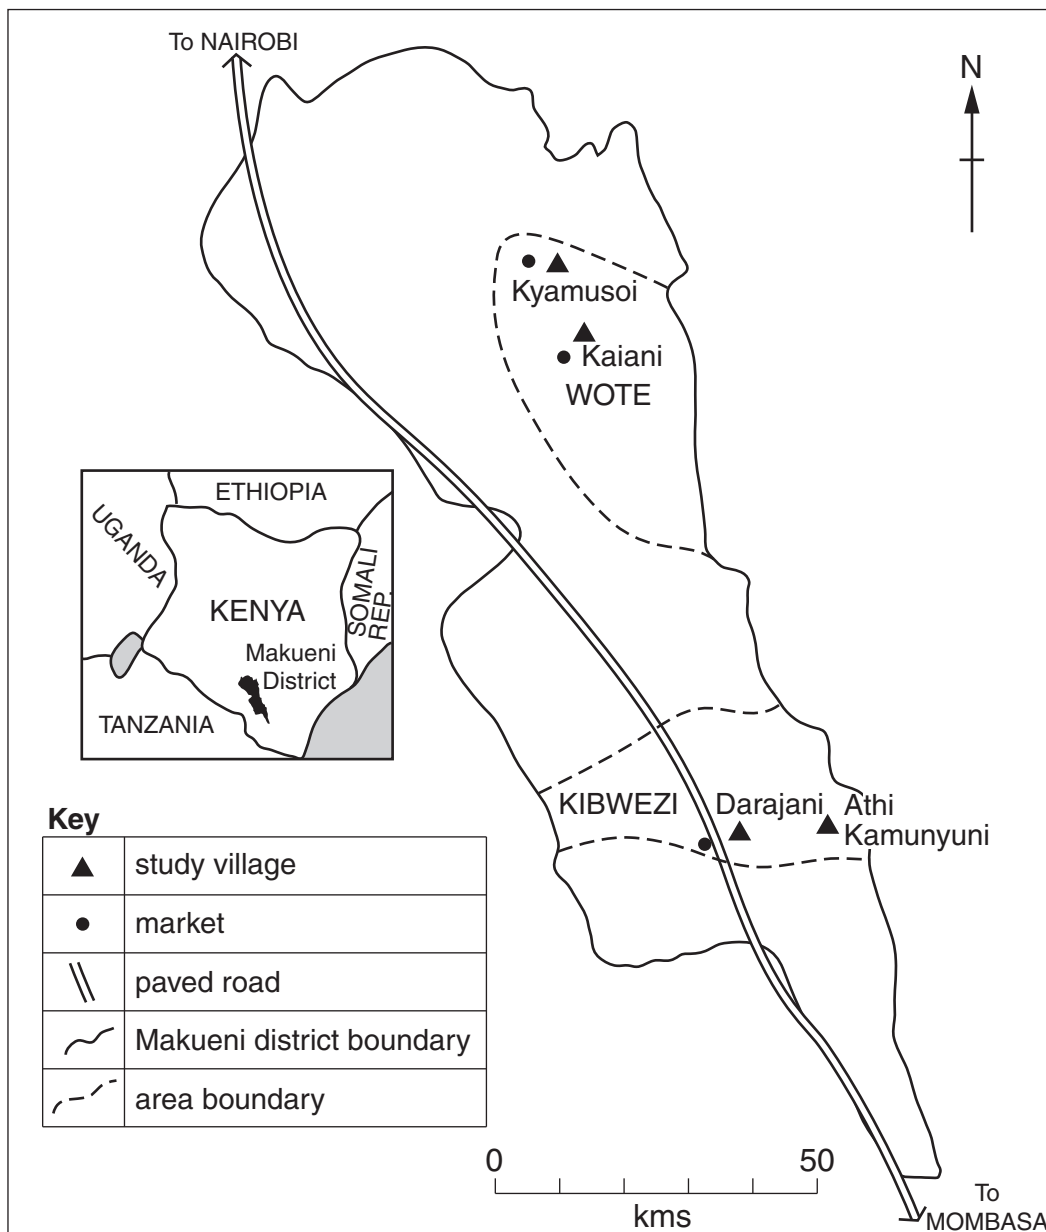 To NAIROBI
N
Kyamusoi
Kaiani
WOTE
ETHIOPIA
UGANDA
SOMALI
REP.
KENYA
Makueni
District
TANZANIA
KIBWEZI
Darajani
Athi
Kamunyuni
Key
study village
market
paved road
Makueni district boundary
area boundary
0
50
kms
To
MOMBASA